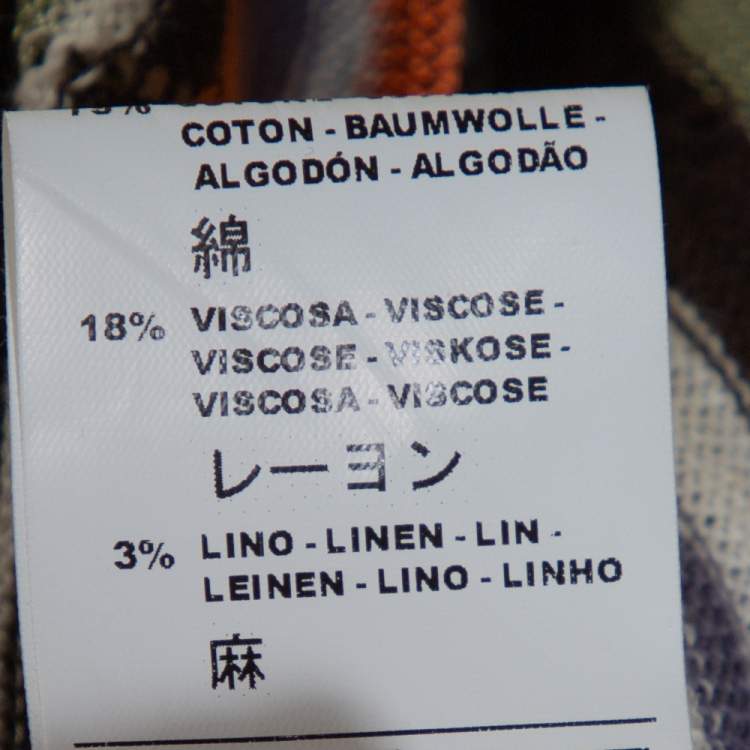 COTON - BAUMWOLLE -
ALGODÓN - ALGODÃO
綿
18% VISCOSA - VISCOSE -
VISCOSE - VISKOSE -
VISCOSA - VISCOSE
レーヨン
3% LINO - LINEN - LIN -
LEINEN - LINO - LINHO
麻